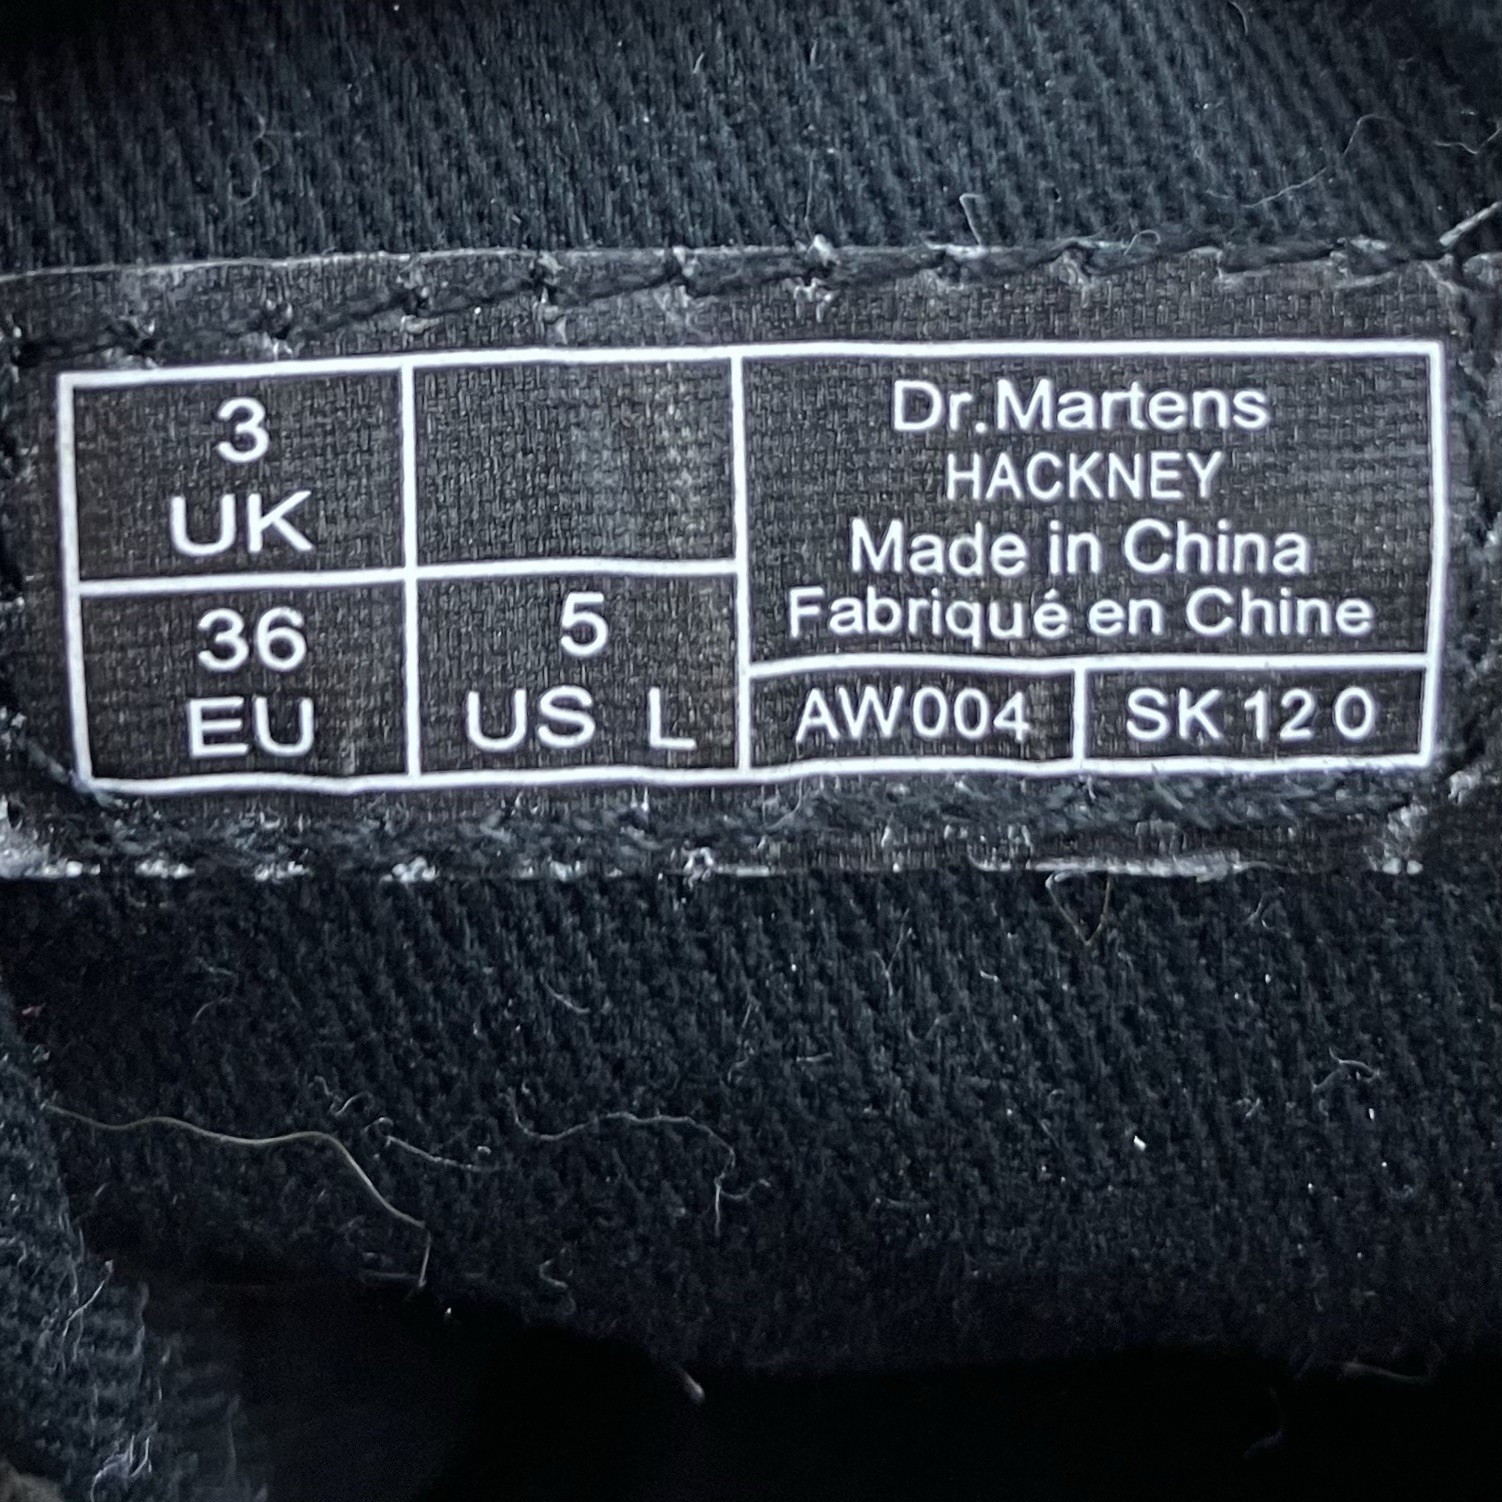 3
UK
36
EU
5
US L
Dr.Martens
HACKNEY
Made in China
Fabriqué en Chine
AW004
SK 12 0